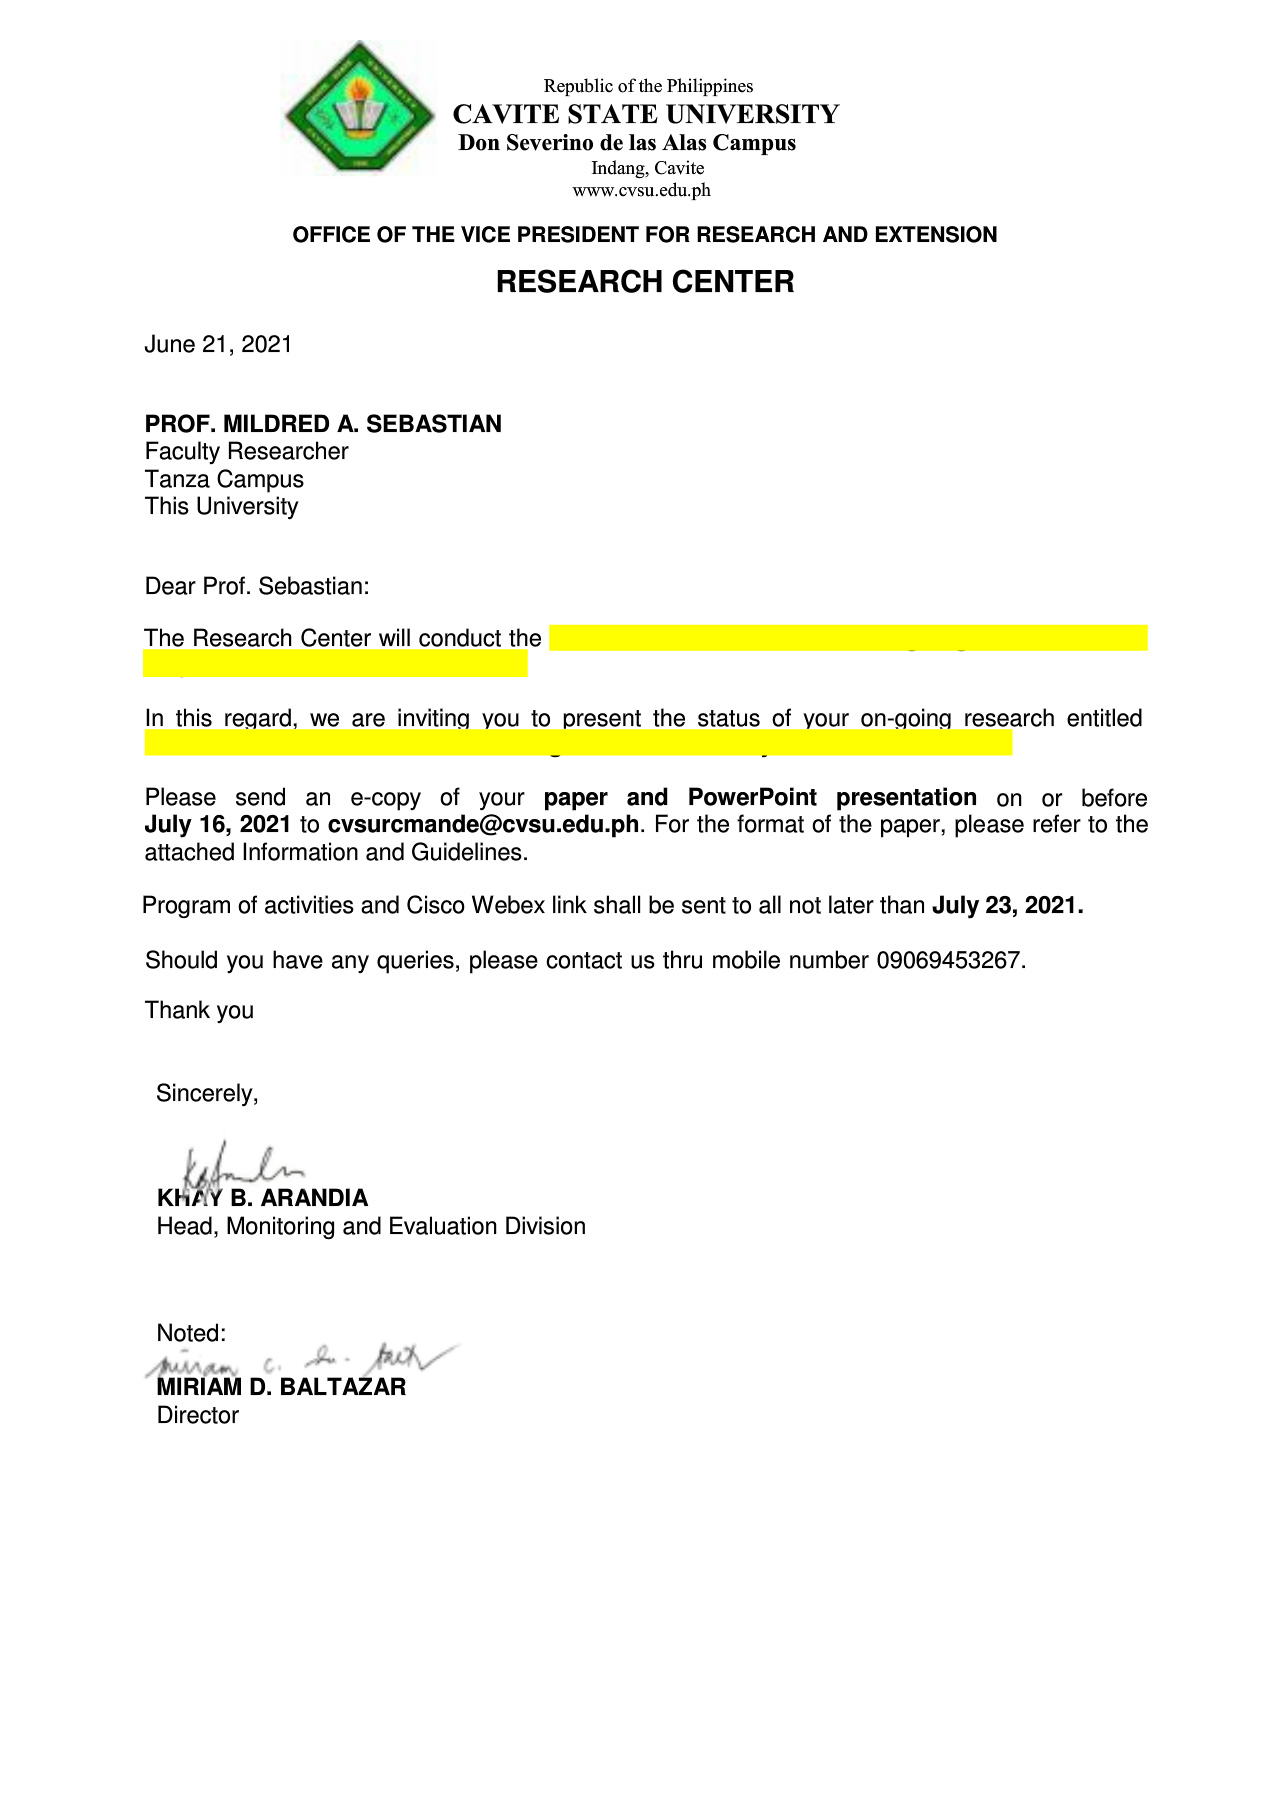 Republic of the Philippines
CAVITE STATE UNIVERSITY
Don Severino de las Alas Campus
Indang, Cavite
www.cvsu.edu.ph
OFFICE OF THE VICE PRESIDENT FOR RESEARCH AND EXTENSION
RESEARCH CENTER
June 21, 2021
PROF. MILDRED A. SEBASTIAN
Faculty Researcher
Tanza Campus
This University
Dear Prof. Sebastian:
The Research Center will conduct the
In this regard, we are inviting you to present the status of your on-going research entitled
Please send an e-copy of your paper and PowerPoint presentation on or before
July 16, 2021 to cvsurcmande@cvsu.edu.ph. For the format of the paper, please refer to the
attached Information and Guidelines.
Program of activities and Cisco Webex link shall be sent to all not later than July 23, 2021.
Should you have any queries, please contact us thru mobile number 09069453267.
Thank you
Sincerely,
KHAY B. ARANDIA
Head, Monitoring and Evaluation Division
Noted:
MIRIAM D. BALTAZAR
Director